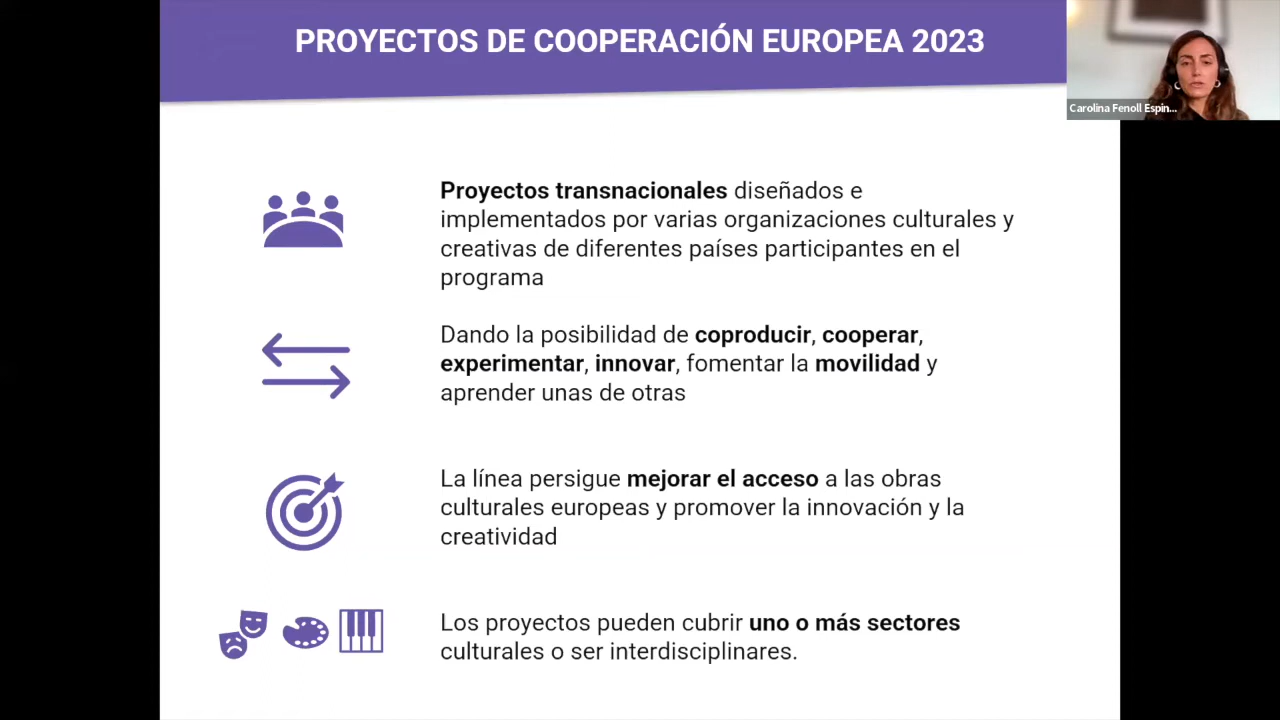 PROYECTOS DE COOPERACIÓN EUROPEA 2023
Carolina Fenoll Espin...
Proyectos transnacionales diseñados e
implementados por varias organizaciones culturales y
creativas de diferentes países participantes en el
programa
Dando la posibilidad de coproducir, cooperar,
experimentar, innovar, fomentar la movilidad y
aprender unas de otras
La línea persigue mejorar el acceso a las obras
culturales europeas y promover la innovación y la
creatividad
Los proyectos pueden cubrir uno o más sectores
culturales o ser interdisciplinares.